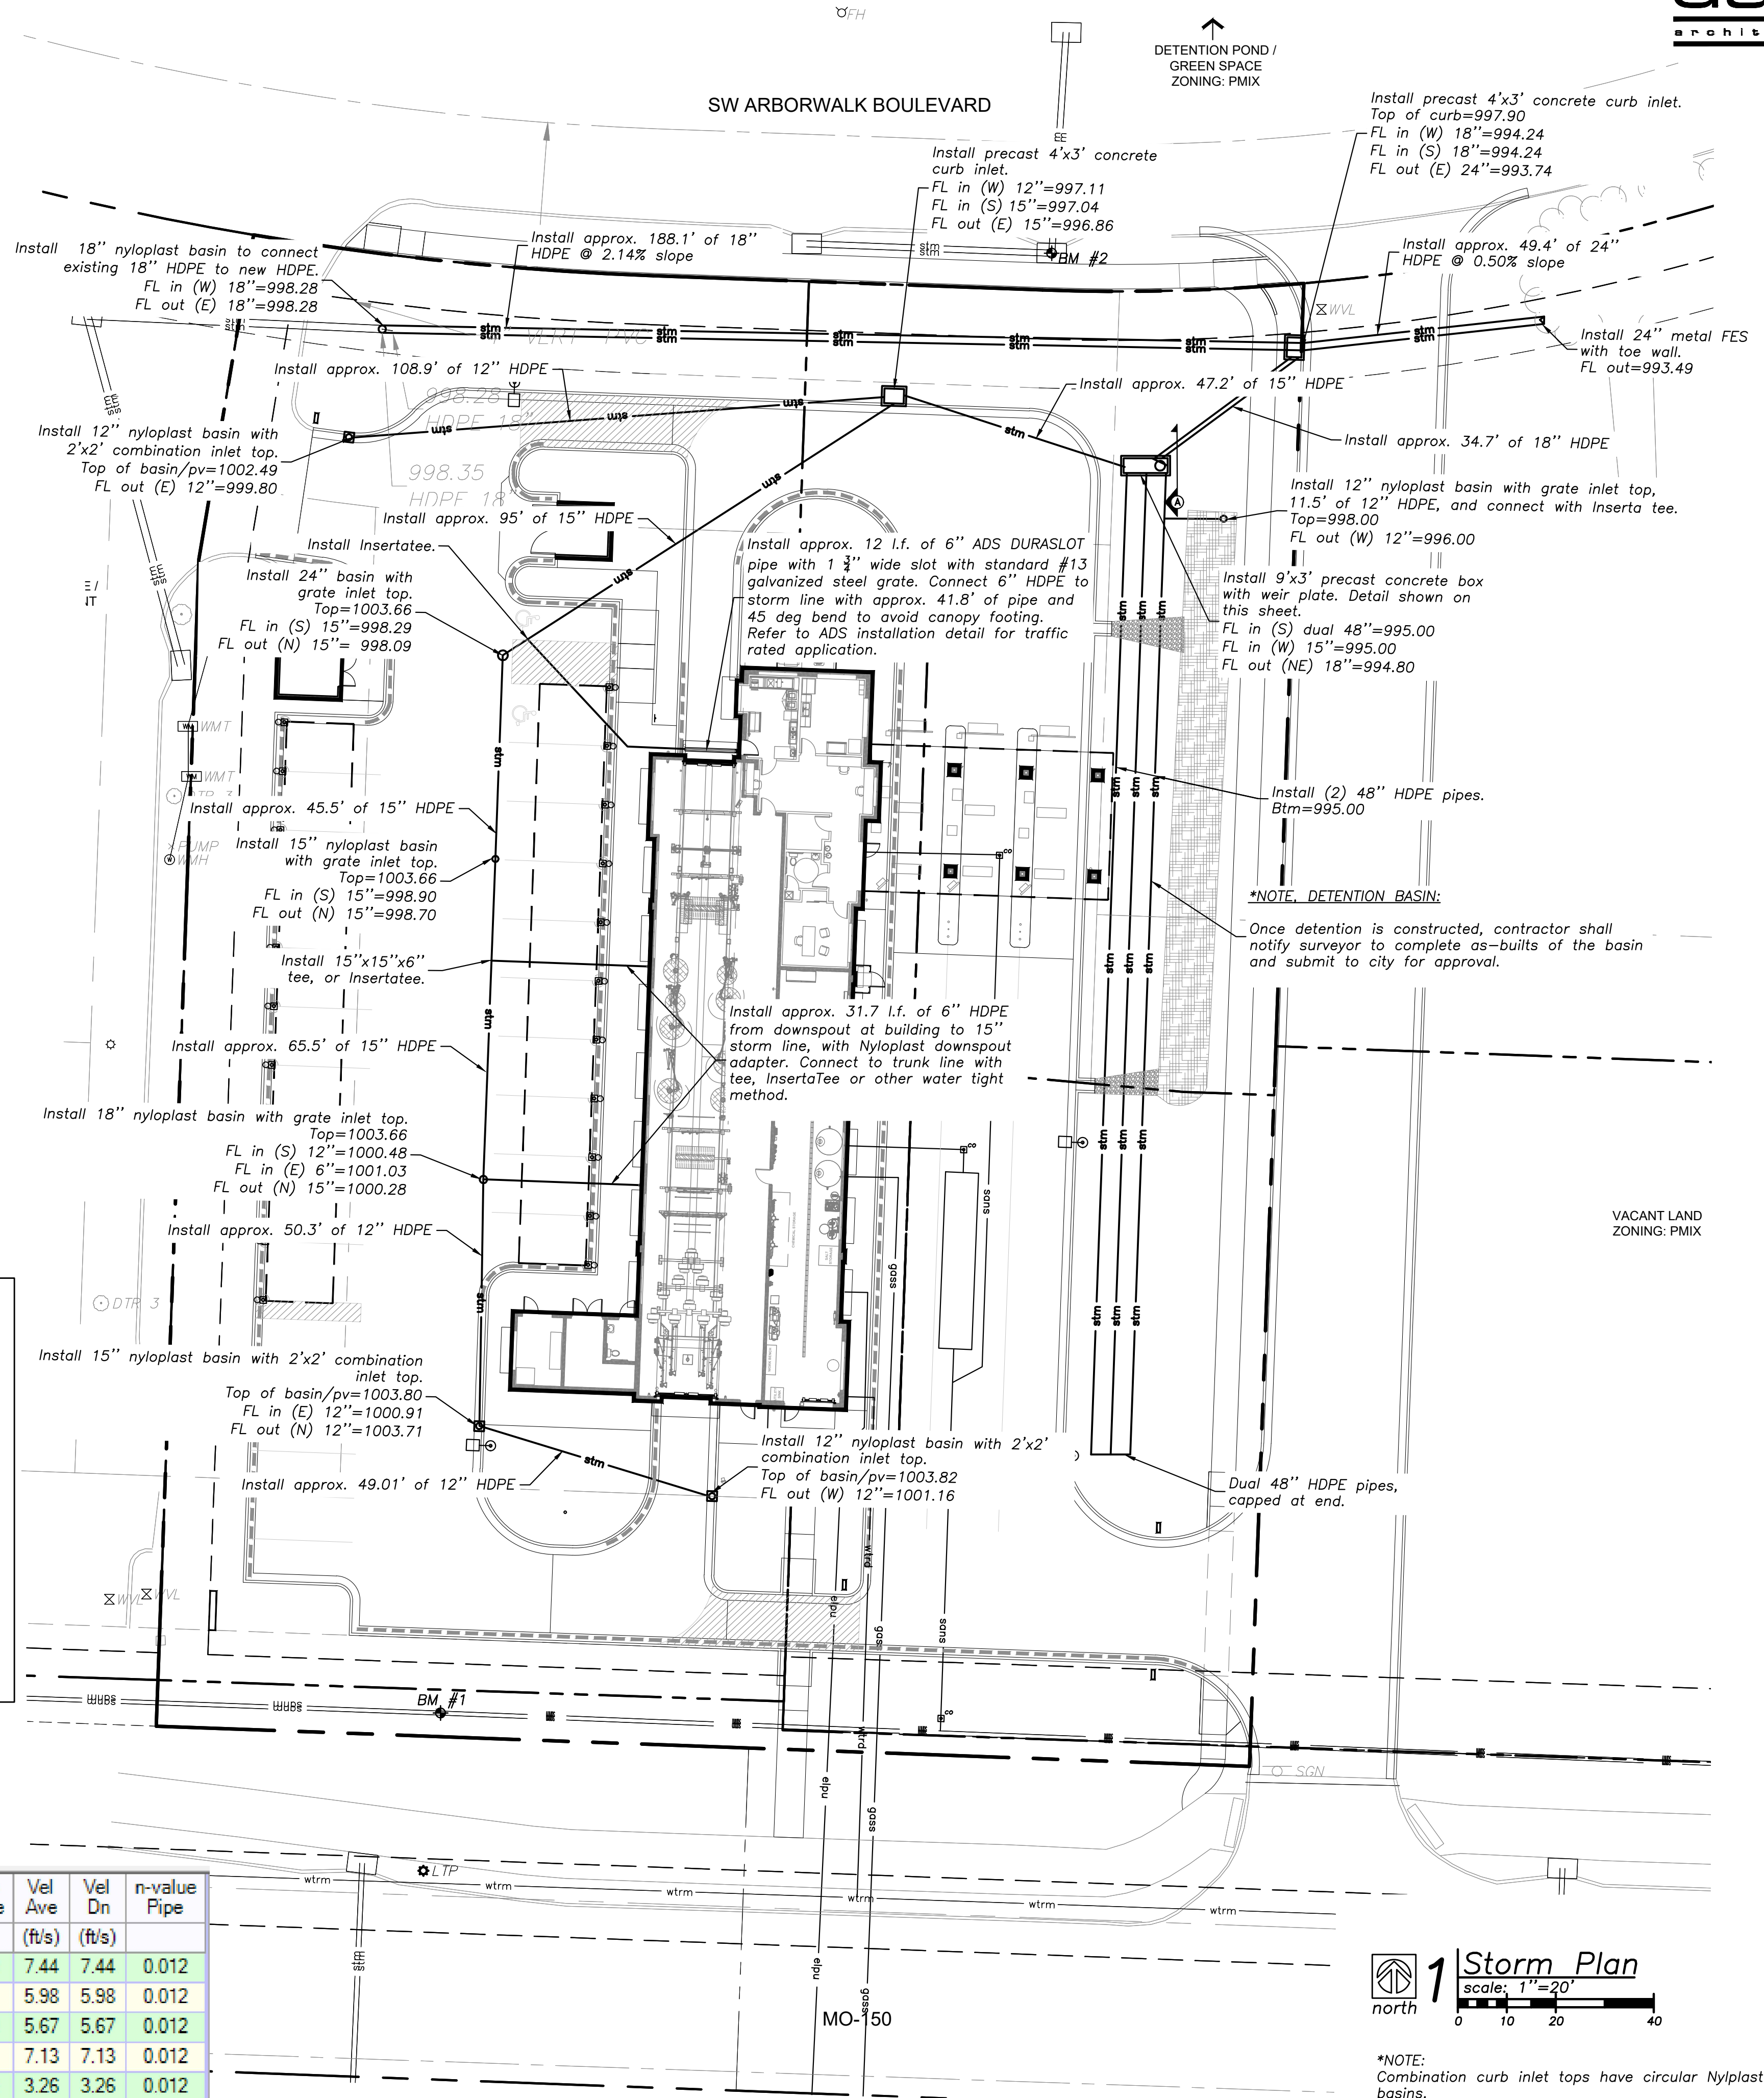 archit
FH
DETENTION POND /
GREEN SPACE
ZONING: PMIX
SW ARBORWALK BOULEVARD
EE
Install precast 4'x3' concrete curb inlet.
Top of curb=997.90
FL in (W) 18''=994.24
FL in (S) 18''=994.24
FL out (E) 24''=993.74
Install precast 4'x3' concrete
curb inlet.
FL in (W) 12''=997.11
FL in (S) 15''=997.04
FL out (E) 15''=996.86
Install 18'' nyloplast basin to connect
existing 18'' HDPE to new HDPE.
FL in (W) 18''=998.28
FL out (E) 18''=998.28
Install approx. 188.1' of 18''
HDPE @ 2.14% slope
BM #2
Install approx. 49.4' of 24''
HDPE @ 0.50% slope
WVL
Install 24'' metal FES
with toe wall.
FL out=993.49
Install approx. 108.9' of 12'' HDPE
998.28
HDPE 18"
Install approx. 47.2' of 15'' HDPE
Install 12'' nyloplast basin with
2'x2' combination inlet top.
Top of basin/pv=1002.49
FL out (E) 12''=999.80
998.35
HDPE 18"
Install approx. 34.7' of 18'' HDPE
Install 12'' nyloplast basin with grate inlet top,
11.5' of 12'' HDPE, and connect with Inserta tee.
Top=998.00
FL out (W) 12''=996.00
A
Install approx. 95' of 15'' HDPE
Install Insertatee.
Install 24'' basin with
grate inlet top.
Top=1003.66
FL in (S) 15''=998.29
FL out (N) 15''= 998.09
Install approx. 12 l.f. of 6'' ADS DURASLOT
pipe with 1 3/4'' wide slot with standard #13
galvanized steel grate. Connect 6'' HDPE to
storm line with approx. 41.8' of pipe and
45 deg bend to avoid canopy footing.
Refer to ADS installation detail for traffic
rated application.
Install 9'x3' precast concrete box
with weir plate. Detail shown on
this sheet.
FL in (S) dual 48''=995.00
FL in (W) 15''=995.00
FL out (NE) 18''=994.80
WMT
WMT
DTR 3
Install approx. 45.5' of 15'' HDPE
PUMP
WMH
Install (2) 48'' HDPE pipes.
Btm=995.00
Install 15'' nyloplast basin
with grate inlet top.
Top=1003.66
FL in (S) 15''=998.90
FL out (N) 15''=998.70
*NOTE, DETENTION BASIN:
Once detention is constructed, contractor shall
notify surveyor to complete as-builts of the basin
and submit to city for approval.
Install 15''x15''x6''
tee, or Insertatee.
Install approx. 31.7 l.f. of 6'' HDPE
from downspout at building to 15''
storm line, with Nyloplast downspout
adapter. Connect to trunk line with
tee, InsertaTee or other water tight
method.
Install approx. 65.5' of 15'' HDPE
Install 18'' nyloplast basin with grate inlet top.
Top=1003.66
FL in (S) 12''=1000.48
FL in (E) 6''=1001.03
FL out (N) 15''=1000.28
Install approx. 50.3' of 12'' HDPE
VACANT LAND
ZONING: PMIX
DTR 3
Install 15'' nyloplast basin with 2'x2' combination
inlet top.
Top of basin/pv=1003.80
FL in (E) 12''=1000.91
FL out (N) 12''=1003.71
Install approx. 49.01' of 12'' HDPE
Install 12'' nyloplast basin with 2'x2'
combination inlet top.
Top of basin/pv=1003.82
FL out (W) 12''=1001.16
Dual 48'' HDPE pipes,
capped at end.
WVL WVL
BM #1
SGN
LTP
wtrm wtrm wtrm wtrm wtrm wtrm
MO-150
Vel Ave Vel Dn n-value Pipe
(ft/s) (ft/s)
7.44 7.44 0.012
5.98 5.98 0.012
5.67 5.67 0.012
7.13 7.13 0.012
3.26 3.26 0.012
north
1 Storm Plan
scale: 1''=20'
0 10 20 40
*NOTE:
Combination curb inlet tops have circular Nylplast
basins.